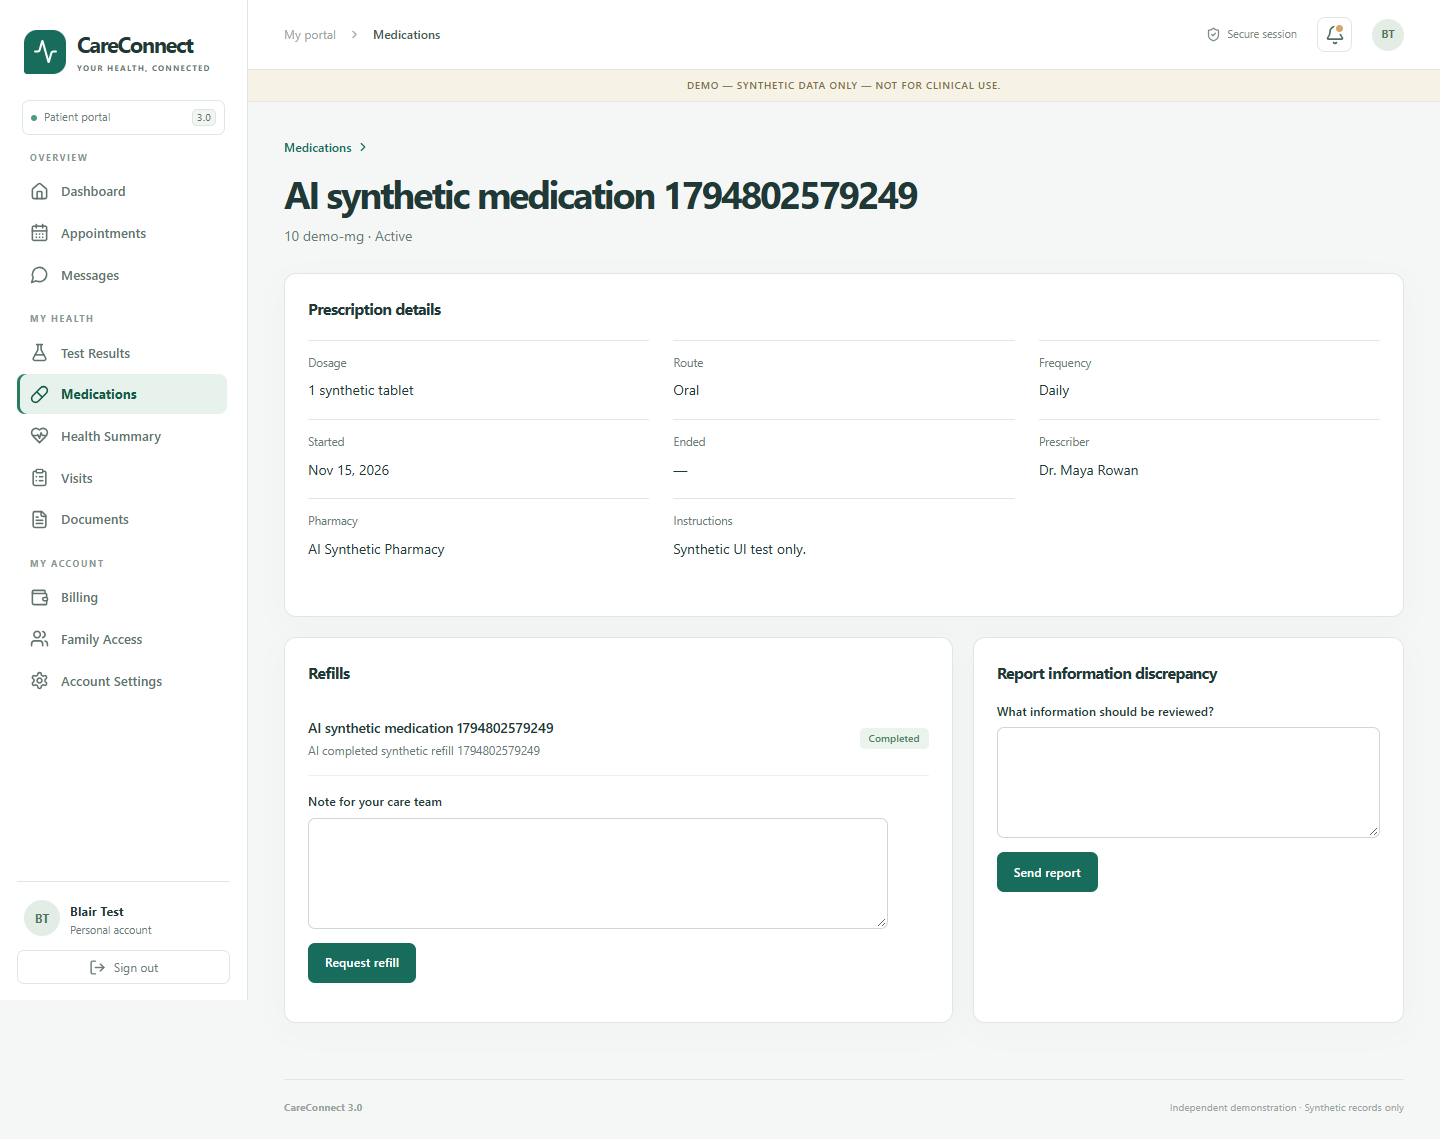 CareConnect
YOUR HEALTH, CONNECTED
Patient portal
3.0
OVERVIEW
Dashboard
Appointments
Messages
MY HEALTH
Test Results
Medications
Health Summary
Visits
Documents
MY ACCOUNT
Billing
Family Access
Account Settings
BT
Blair Test
Personal account
Sign out
My portal > Medications
Secure session
BT
DEMO — SYNTHETIC DATA ONLY — NOT FOR CLINICAL USE.
Medications >
AI synthetic medication 1794802579249
10 demo-mg · Active
Prescription details
Dosage
1 synthetic tablet
Route
Oral
Frequency
Daily
Started
Nov 15, 2026
Ended
—
Prescriber
Dr. Maya Rowan
Pharmacy
AI Synthetic Pharmacy
Instructions
Synthetic UI test only.
Refills
AI synthetic medication 1794802579249
AI completed synthetic refill 1794802579249
Completed
Note for your care team
Request refill
Report information discrepancy
What information should be reviewed?
Send report
CareConnect 3.0
Independent demonstration · Synthetic records only